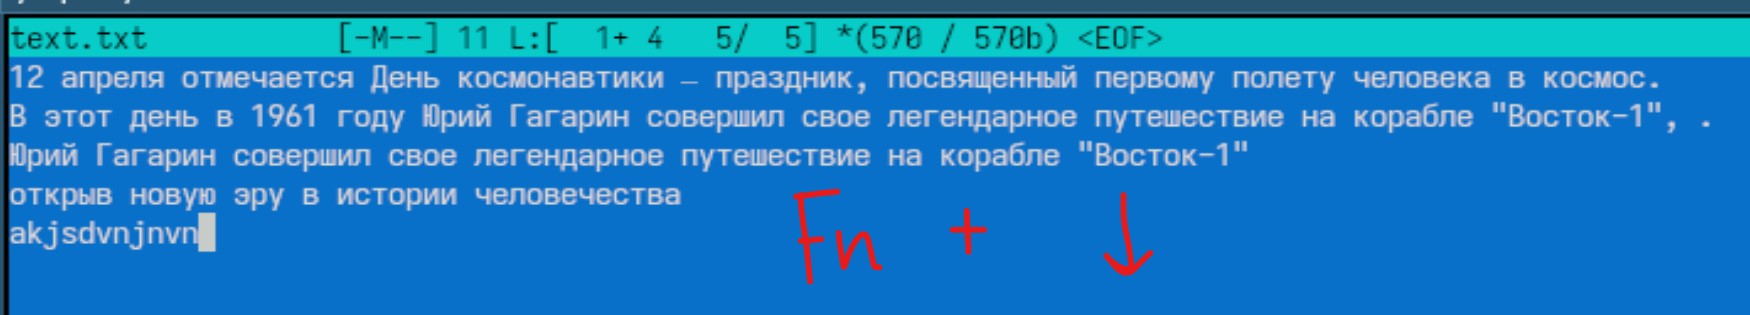 text.txt [-M--] 11 L:[ 1+ 4 5/ 5] *(570 / 570b) <EOF>
12 апреля отмечается День космонавтики – праздник, посвященный первому полету человека в космос.
В этот день в 1961 году Юрий Гагарин совершил свое легендарное путешествие на корабле "Восток-1", .
Юрий Гагарин совершил свое легендарное путешествие на корабле "Восток-1"
открыв новую эру в истории человечества
akjsdvnjnvn
Fn + ↓